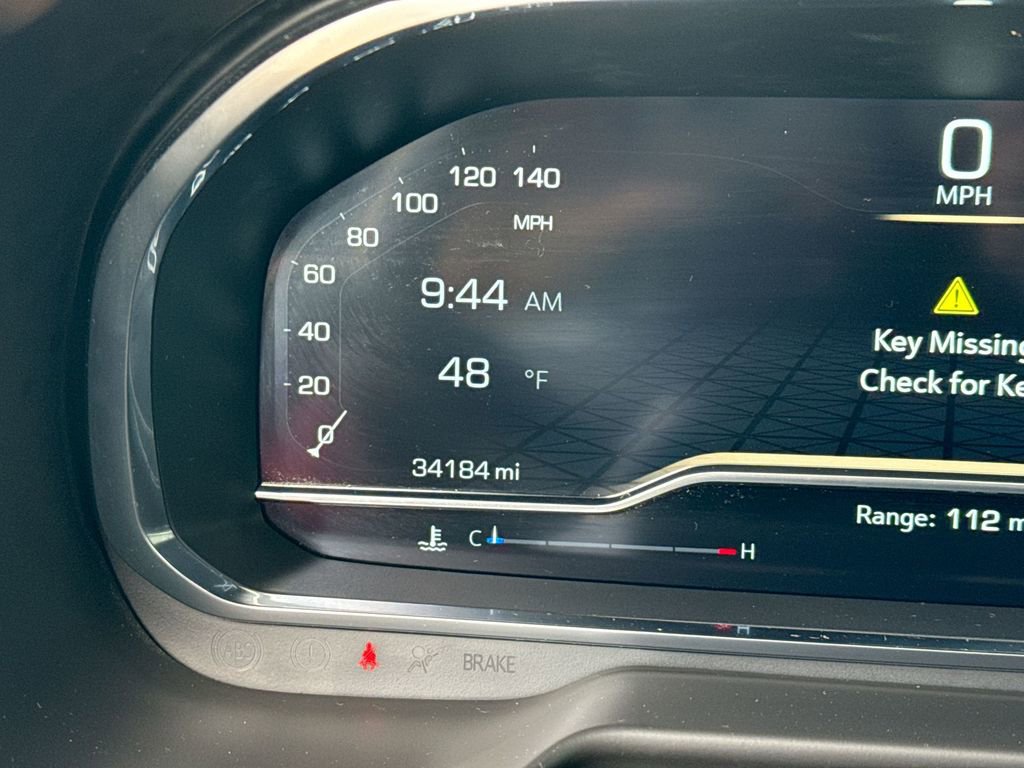 0
MPH
120 140
100
MPH
80
60
9:44 AM
40
48 °F
20
0
Key Missing
Check for Ke
34184 mi
Range: 112 m
C H
ABS
BRAKE